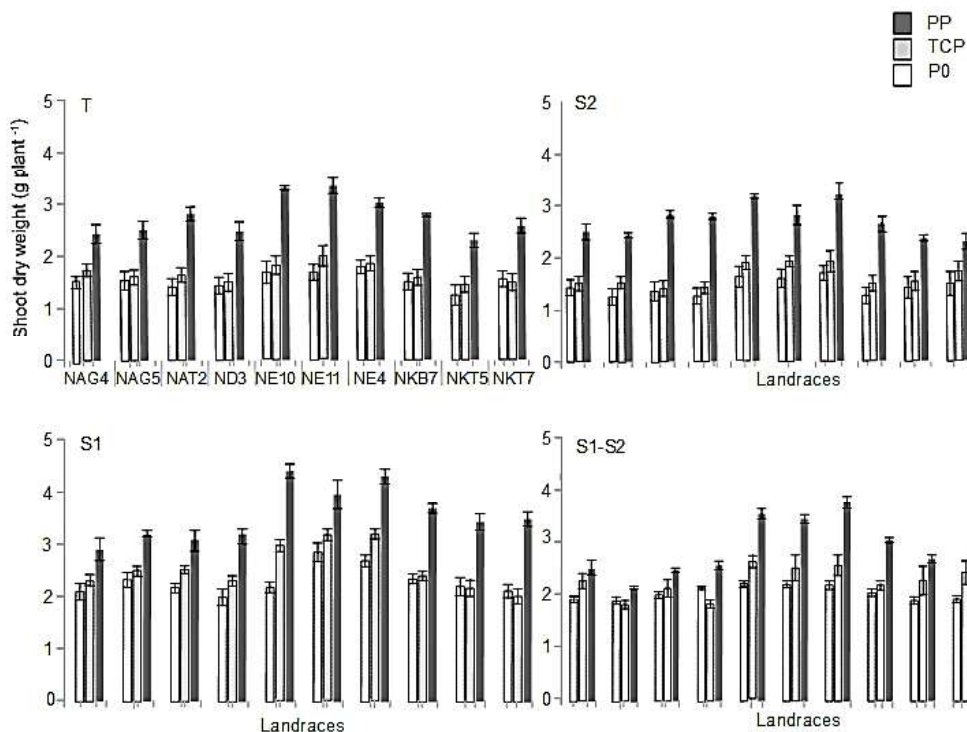 PP
TCP
P0
T
5
4
3
2
1
0
Shoot dry weight (g plant -1)
NAG4 NAG5 NAT2 ND3 NE10 NE11 NE4 NKB7 NKT5 NKT7
S2
5
4
3
2
1
0
Landraces
S1
5
4
3
2
1
0
Landraces
S1-S2
5
4
3
2
1
0
Landraces